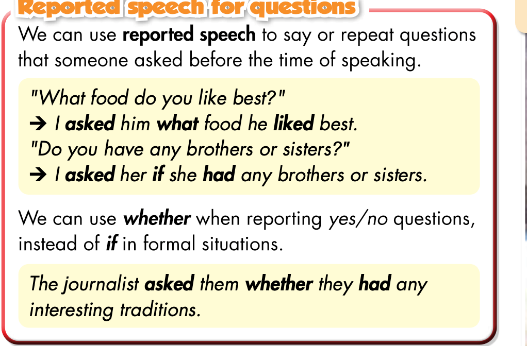 Reported speech for questions
We can use reported speech to say or repeat questions
that someone asked before the time of speaking.
"What food do you like best?"
→ I asked him what food he liked best.
"Do you have any brothers or sisters?"
→ I asked her if she had any brothers or sisters.
We can use whether when reporting yes/no questions,
instead of if in formal situations.
The journalist asked them whether they had any
interesting traditions.